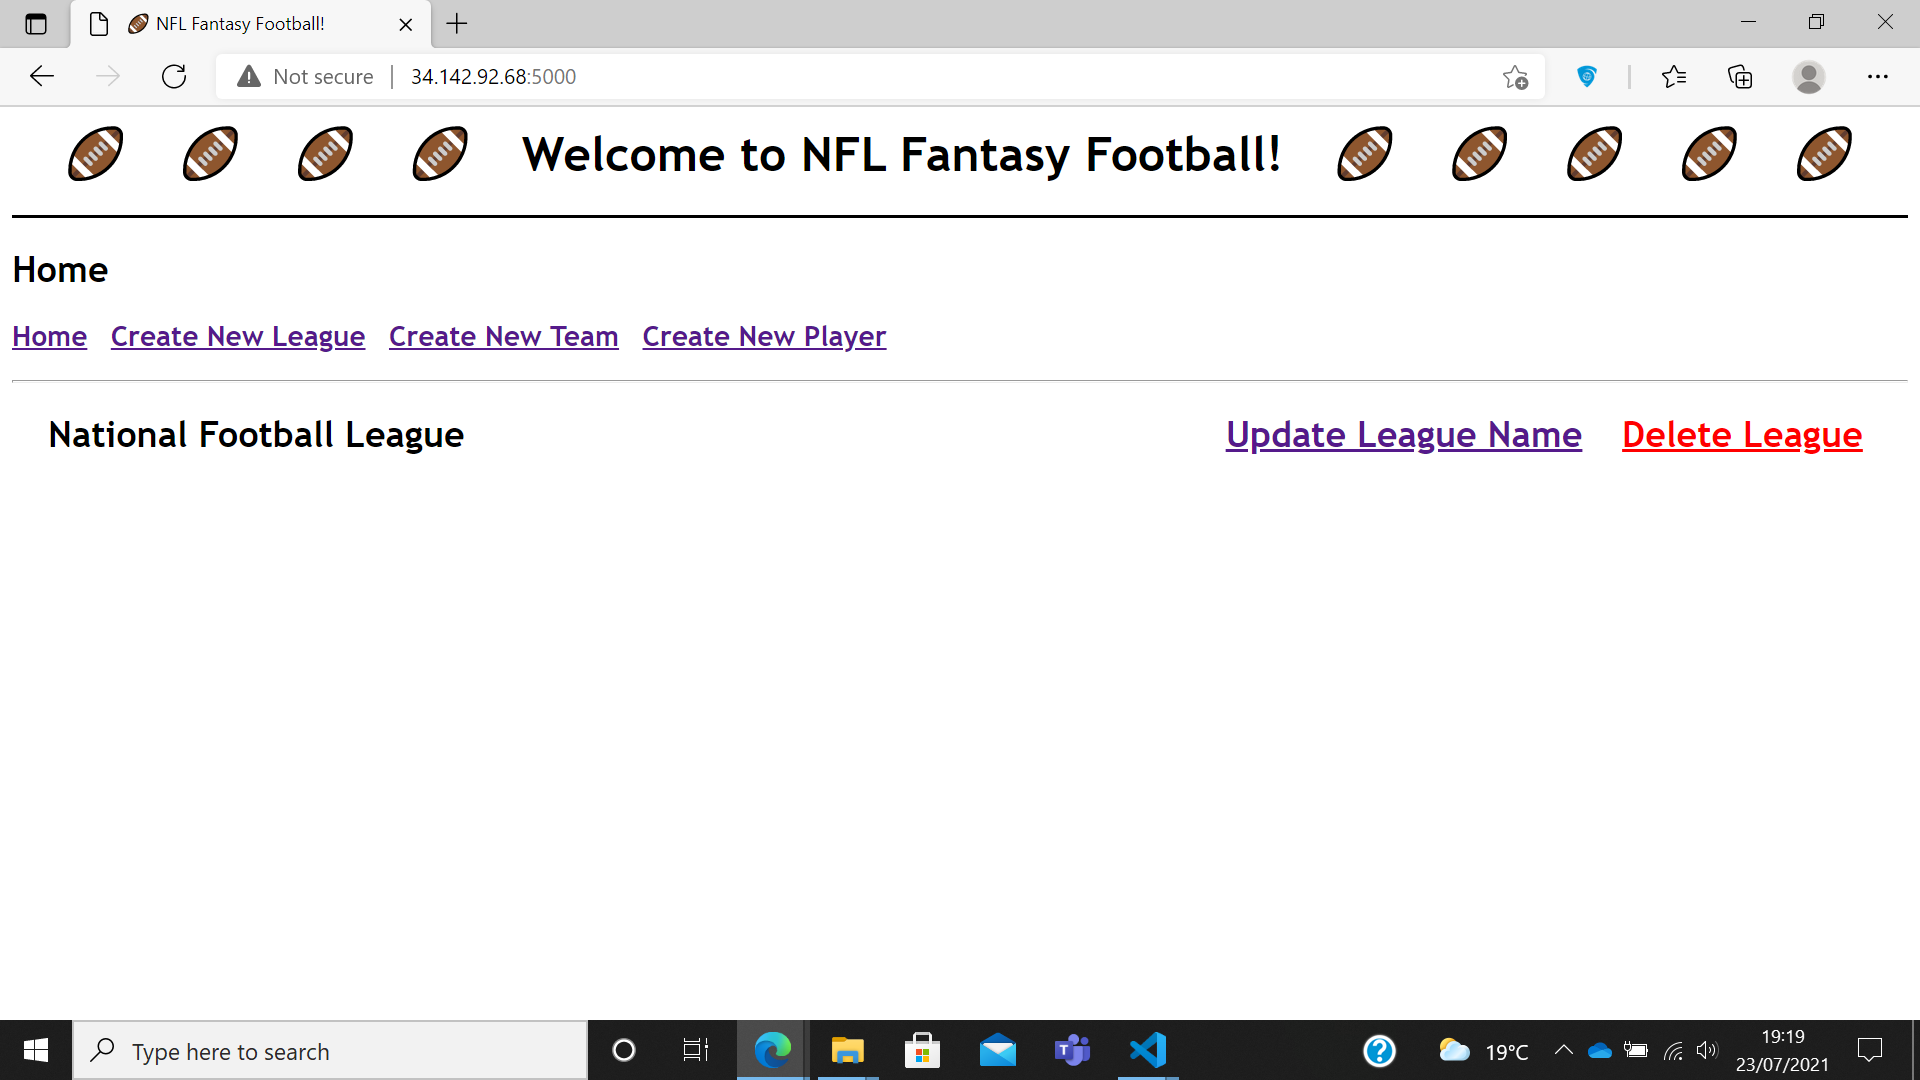 NFL Fantasy Football!
Not secure 34.142.92.68:5000
Welcome to NFL Fantasy Football!
Home
Home Create New League Create New Team Create New Player
National Football League Update League Name Delete League
Type here to search
19°C
19:19
23/07/2021